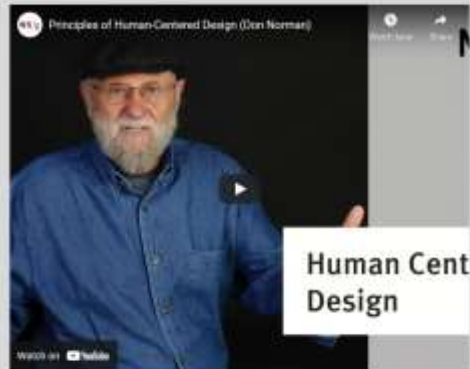 Principles of Human-Centered Design (Don Norman)
Watch later
Share
N
Human Cent
Design
Watch on YouTube